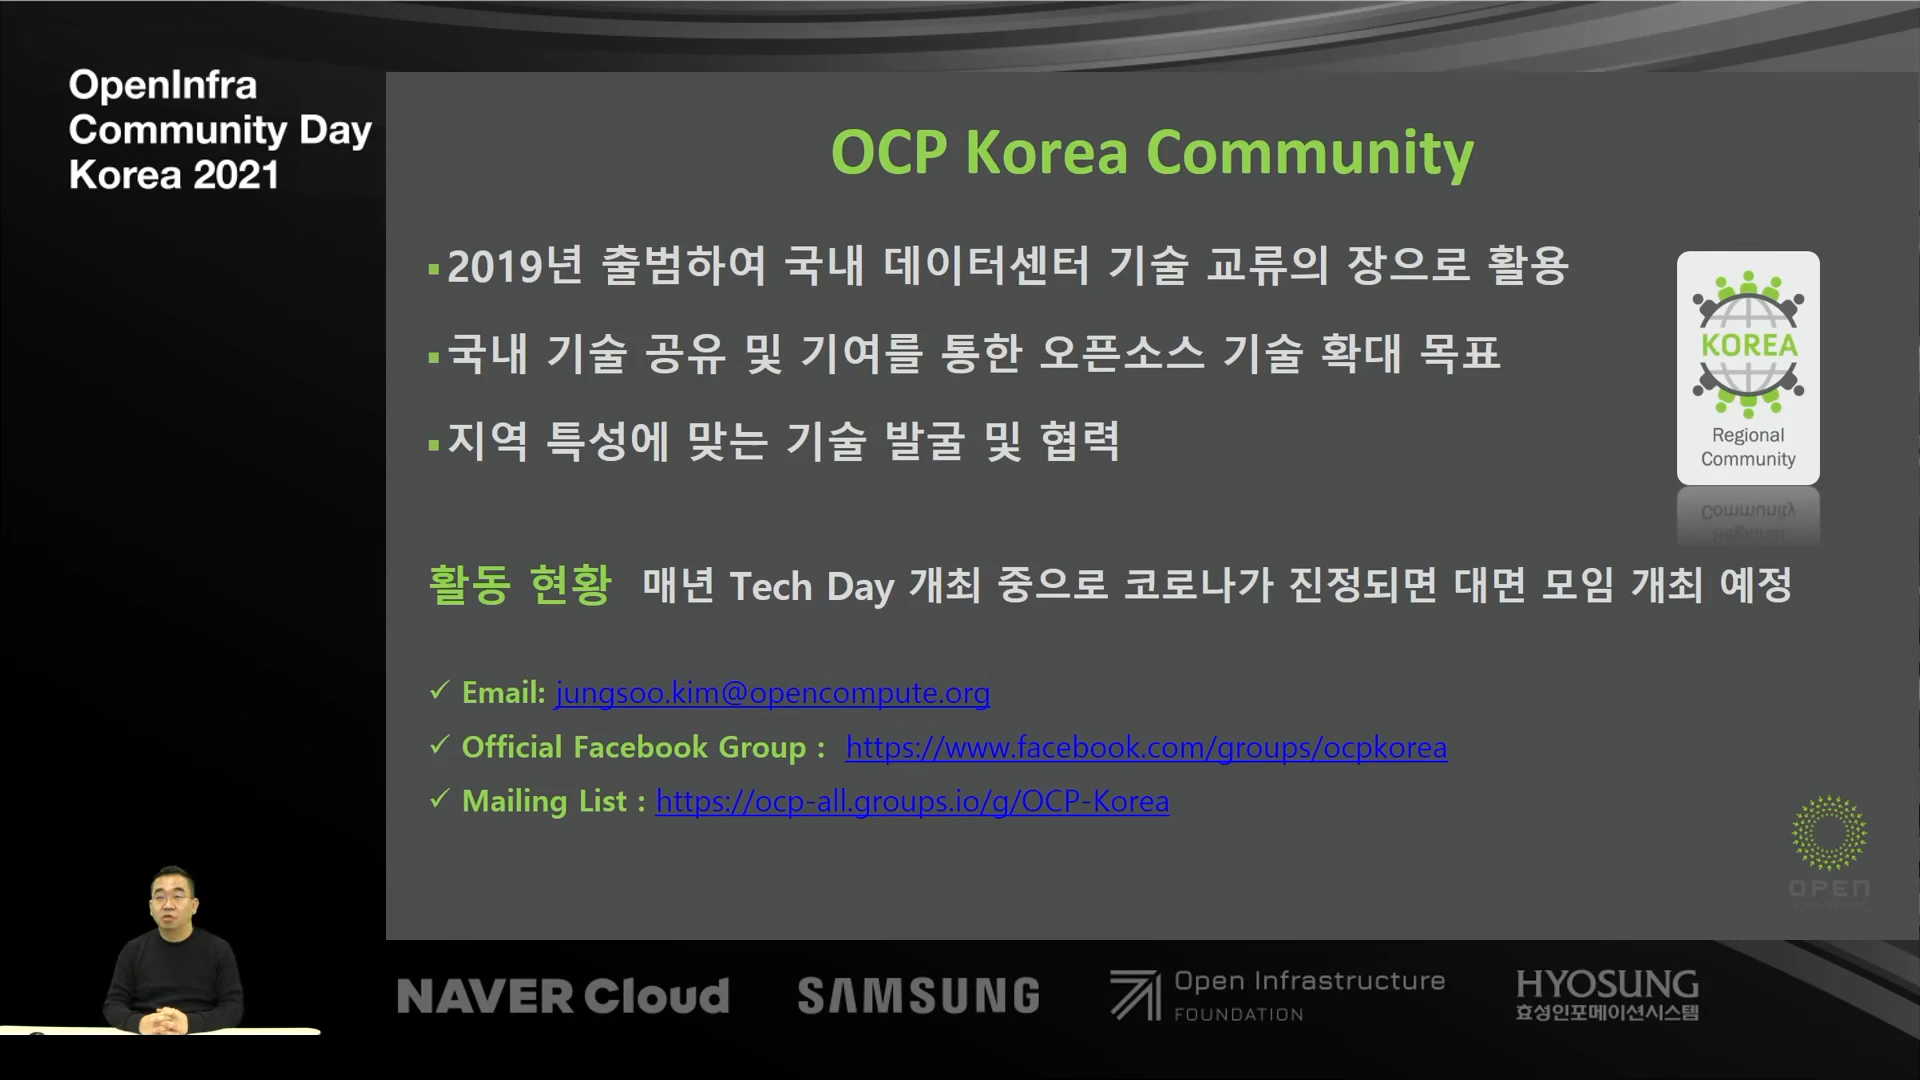 OpenInfra
Community Day
Korea 2021
OCP Korea Community
2019년 출범하여 국내 데이터센터 기술 교류의 장으로 활용
국내 기술 공유 및 기여를 통한 오픈소스 기술 확대 목표
지역 특성에 맞는 기술 발굴 및 협력
KOREA
Regional
Community
활동 현황 매년 Tech Day 개최 중으로 코로나가 진정되면 대면 모임 개최 예정
✓ Email: jungsoo.kim@opencompute.org
✓ Official Facebook Group : https://www.facebook.com/groups/ocpkorea
✓ Mailing List : https://ocp-all.groups.io/g/OCP-Korea
OPEN
NAVER Cloud
SAMSUNG
Open Infrastructure
FOUNDATION
HYOSUNG
효성인포메이션시스템